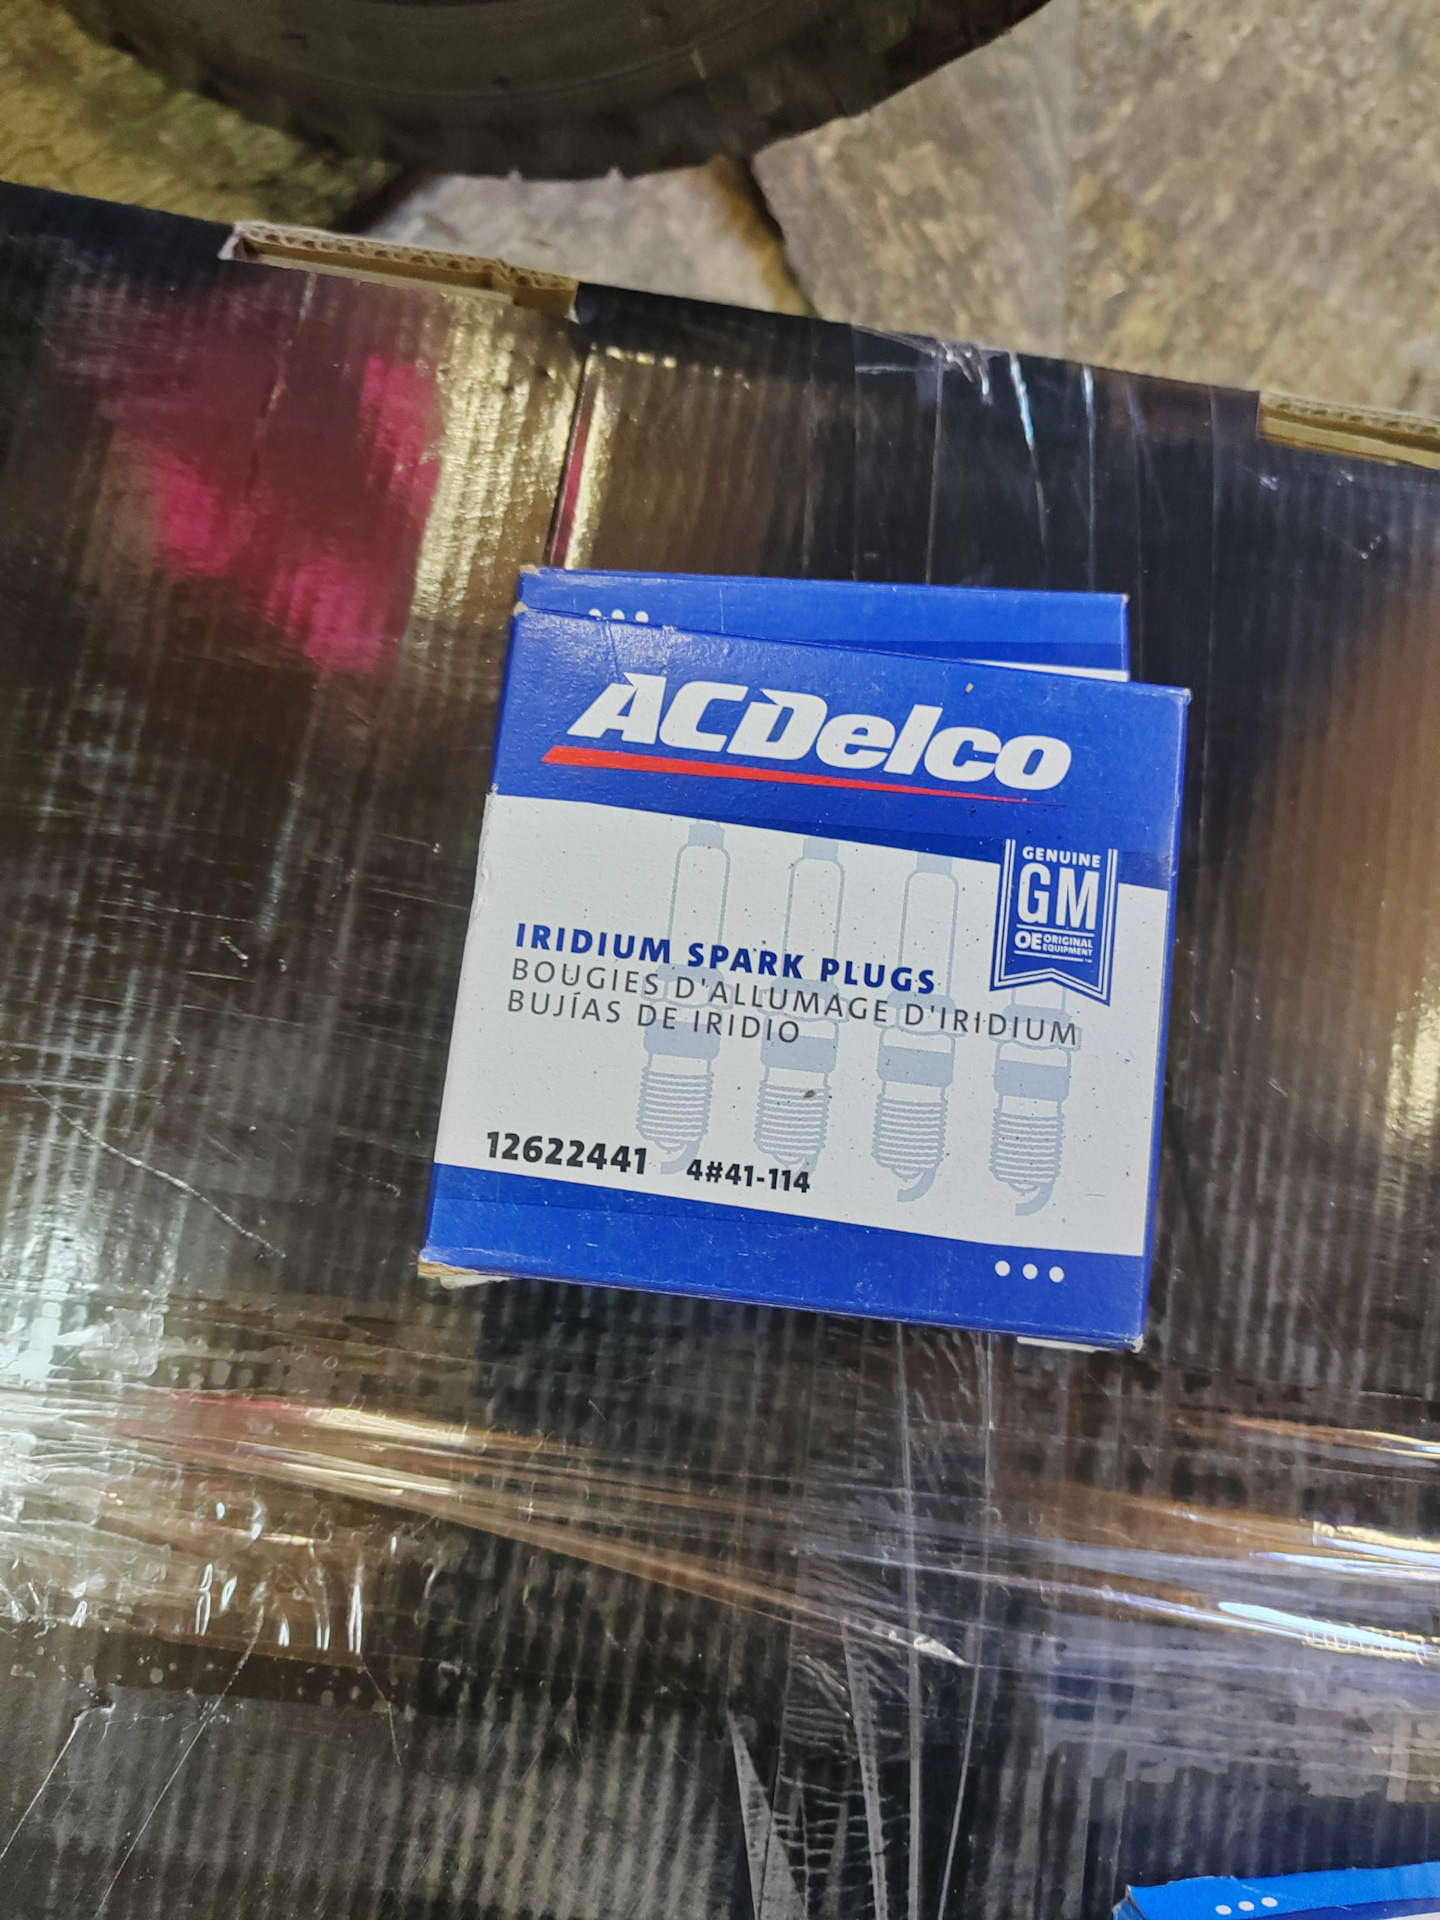 ACDelco
GENUINE
GM
OE ORIGINAL
EQUIPMENT
IRIDIUM SPARK PLUGS
BOUGIES D'ALLUMAGE D'IRIDIUM
BUJÍAS DE IRIDIO
12622441 4#41-114